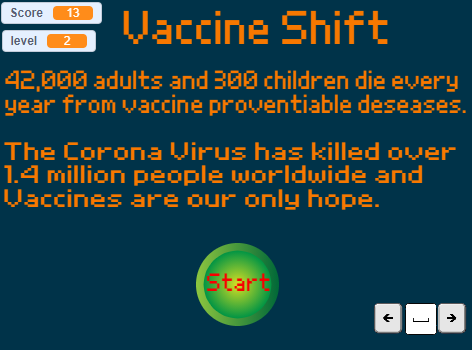 Score 13
level 2
Vaccine Shift
42,000 adults and 300 children die every
year from vaccine proventiable deseases.
The Corona Virus has killed over
1.4 million people worldwide and
Vaccines are our only hope.
Start